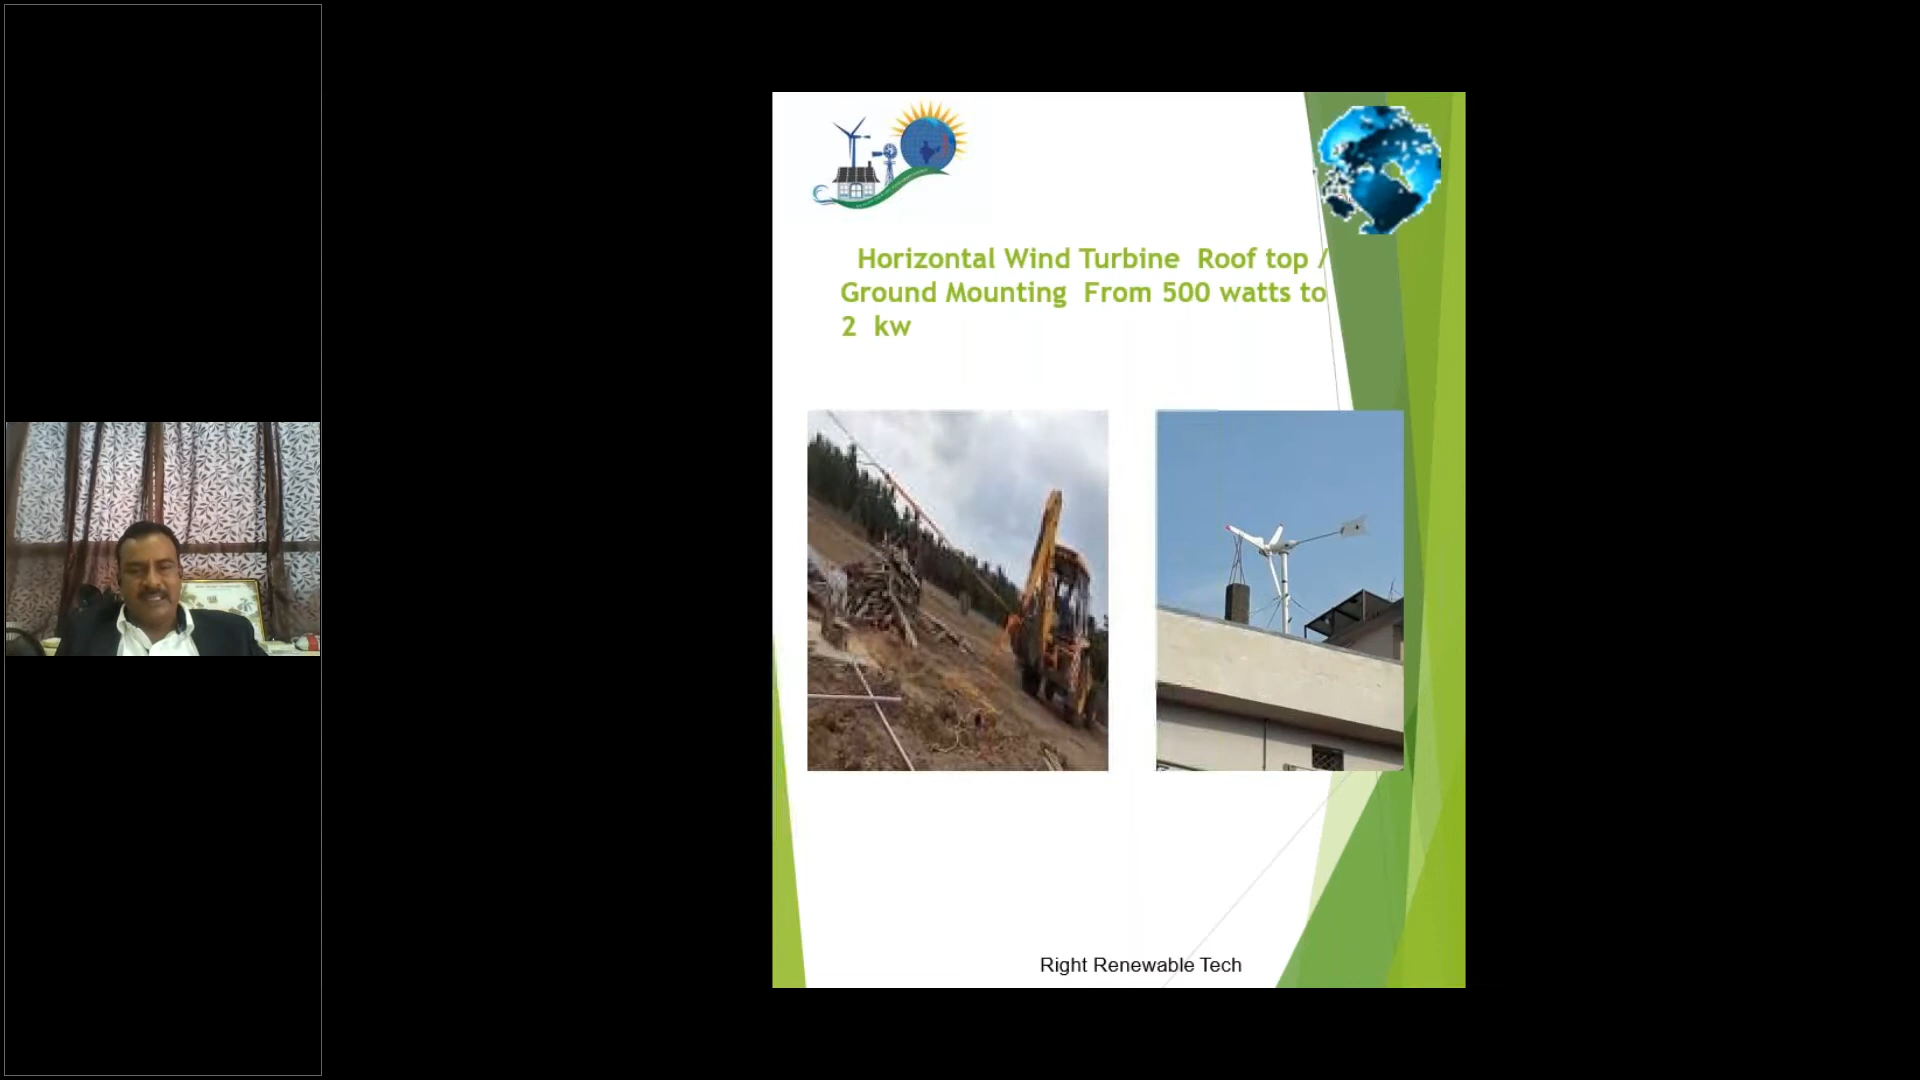 Horizontal Wind Turbine  Roof top /
Ground Mounting  From 500 watts to
2  kw
Right Renewable Tech